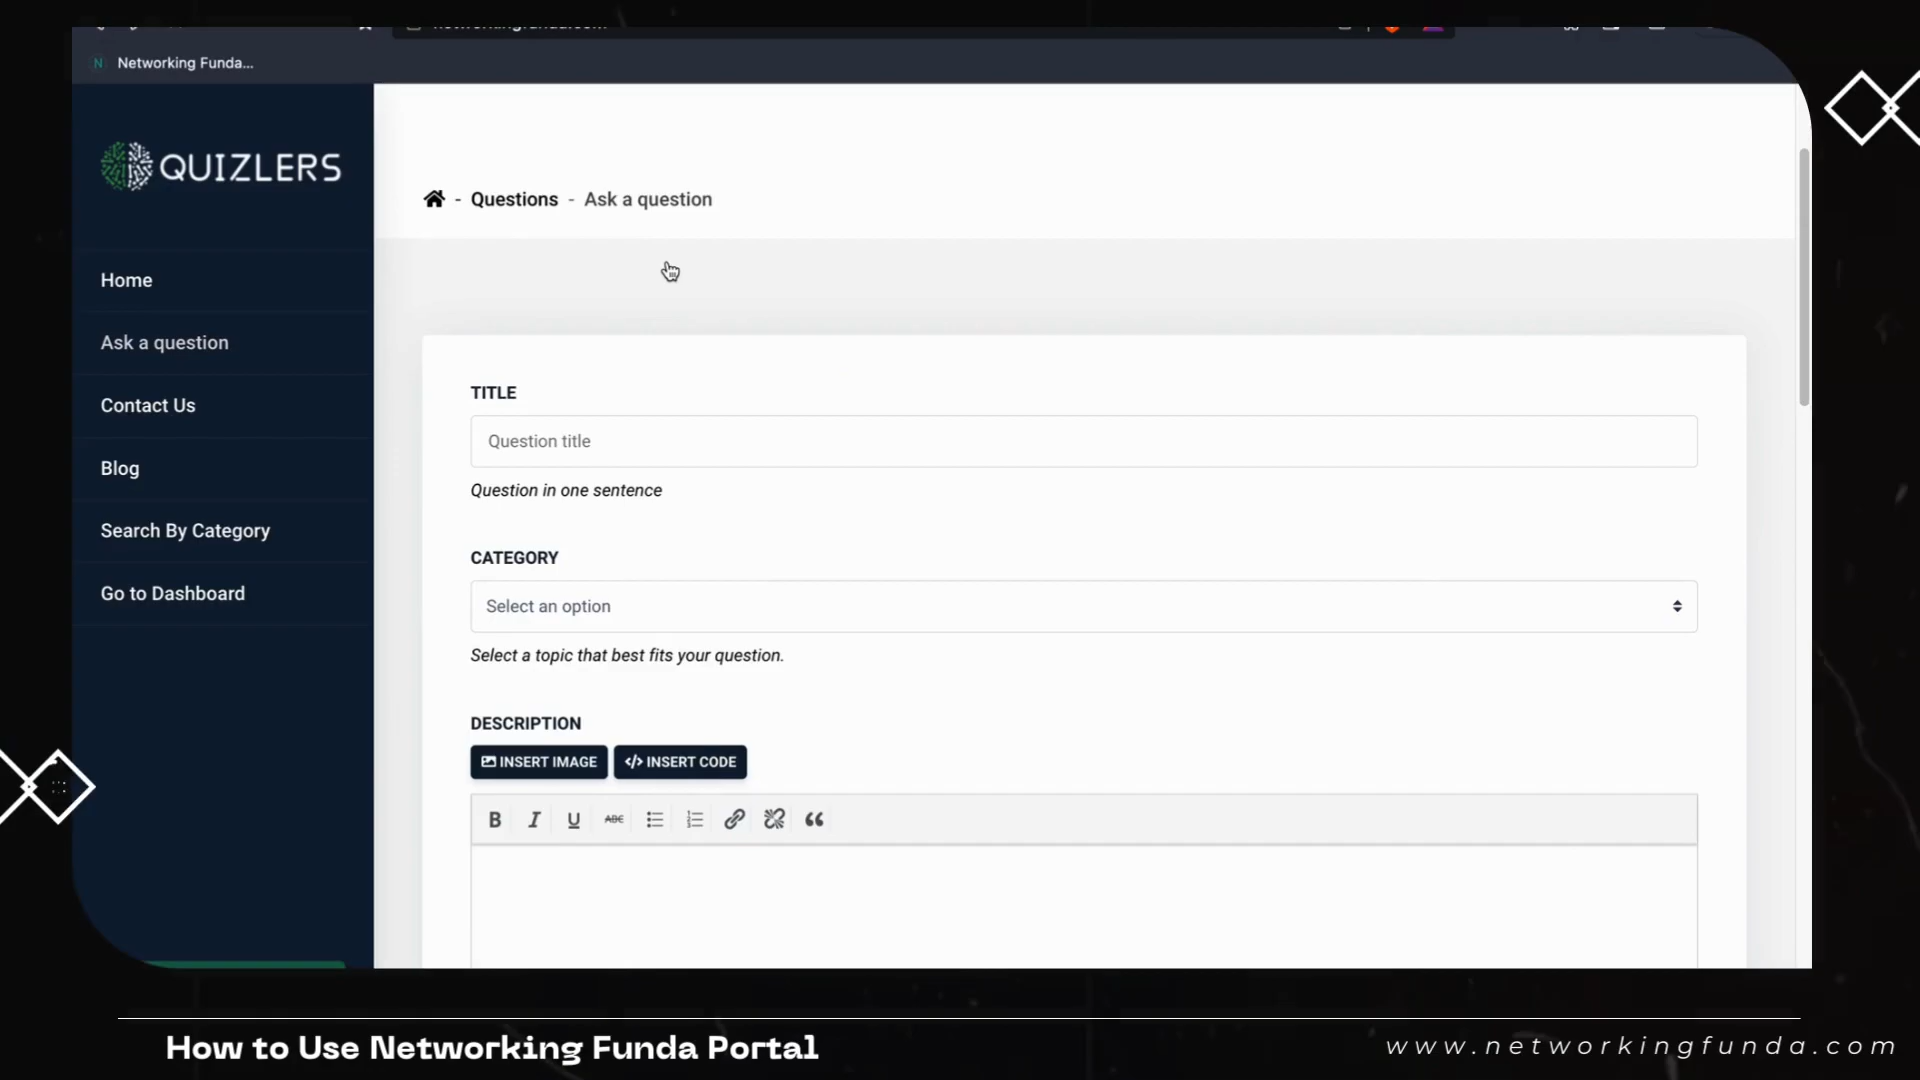 Networking Funda...
QUIZLERS
Home
Ask a question
Contact Us
Blog
Search By Category
Go to Dashboard
- Questions - Ask a question
TITLE
Question title
Question in one sentence
CATEGORY
Select an option
Select a topic that best fits your question.
DESCRIPTION
INSERT IMAGE
</> INSERT CODE
B I U ABC
How to Use Networking Funda Portal
www.networkingfunda.com